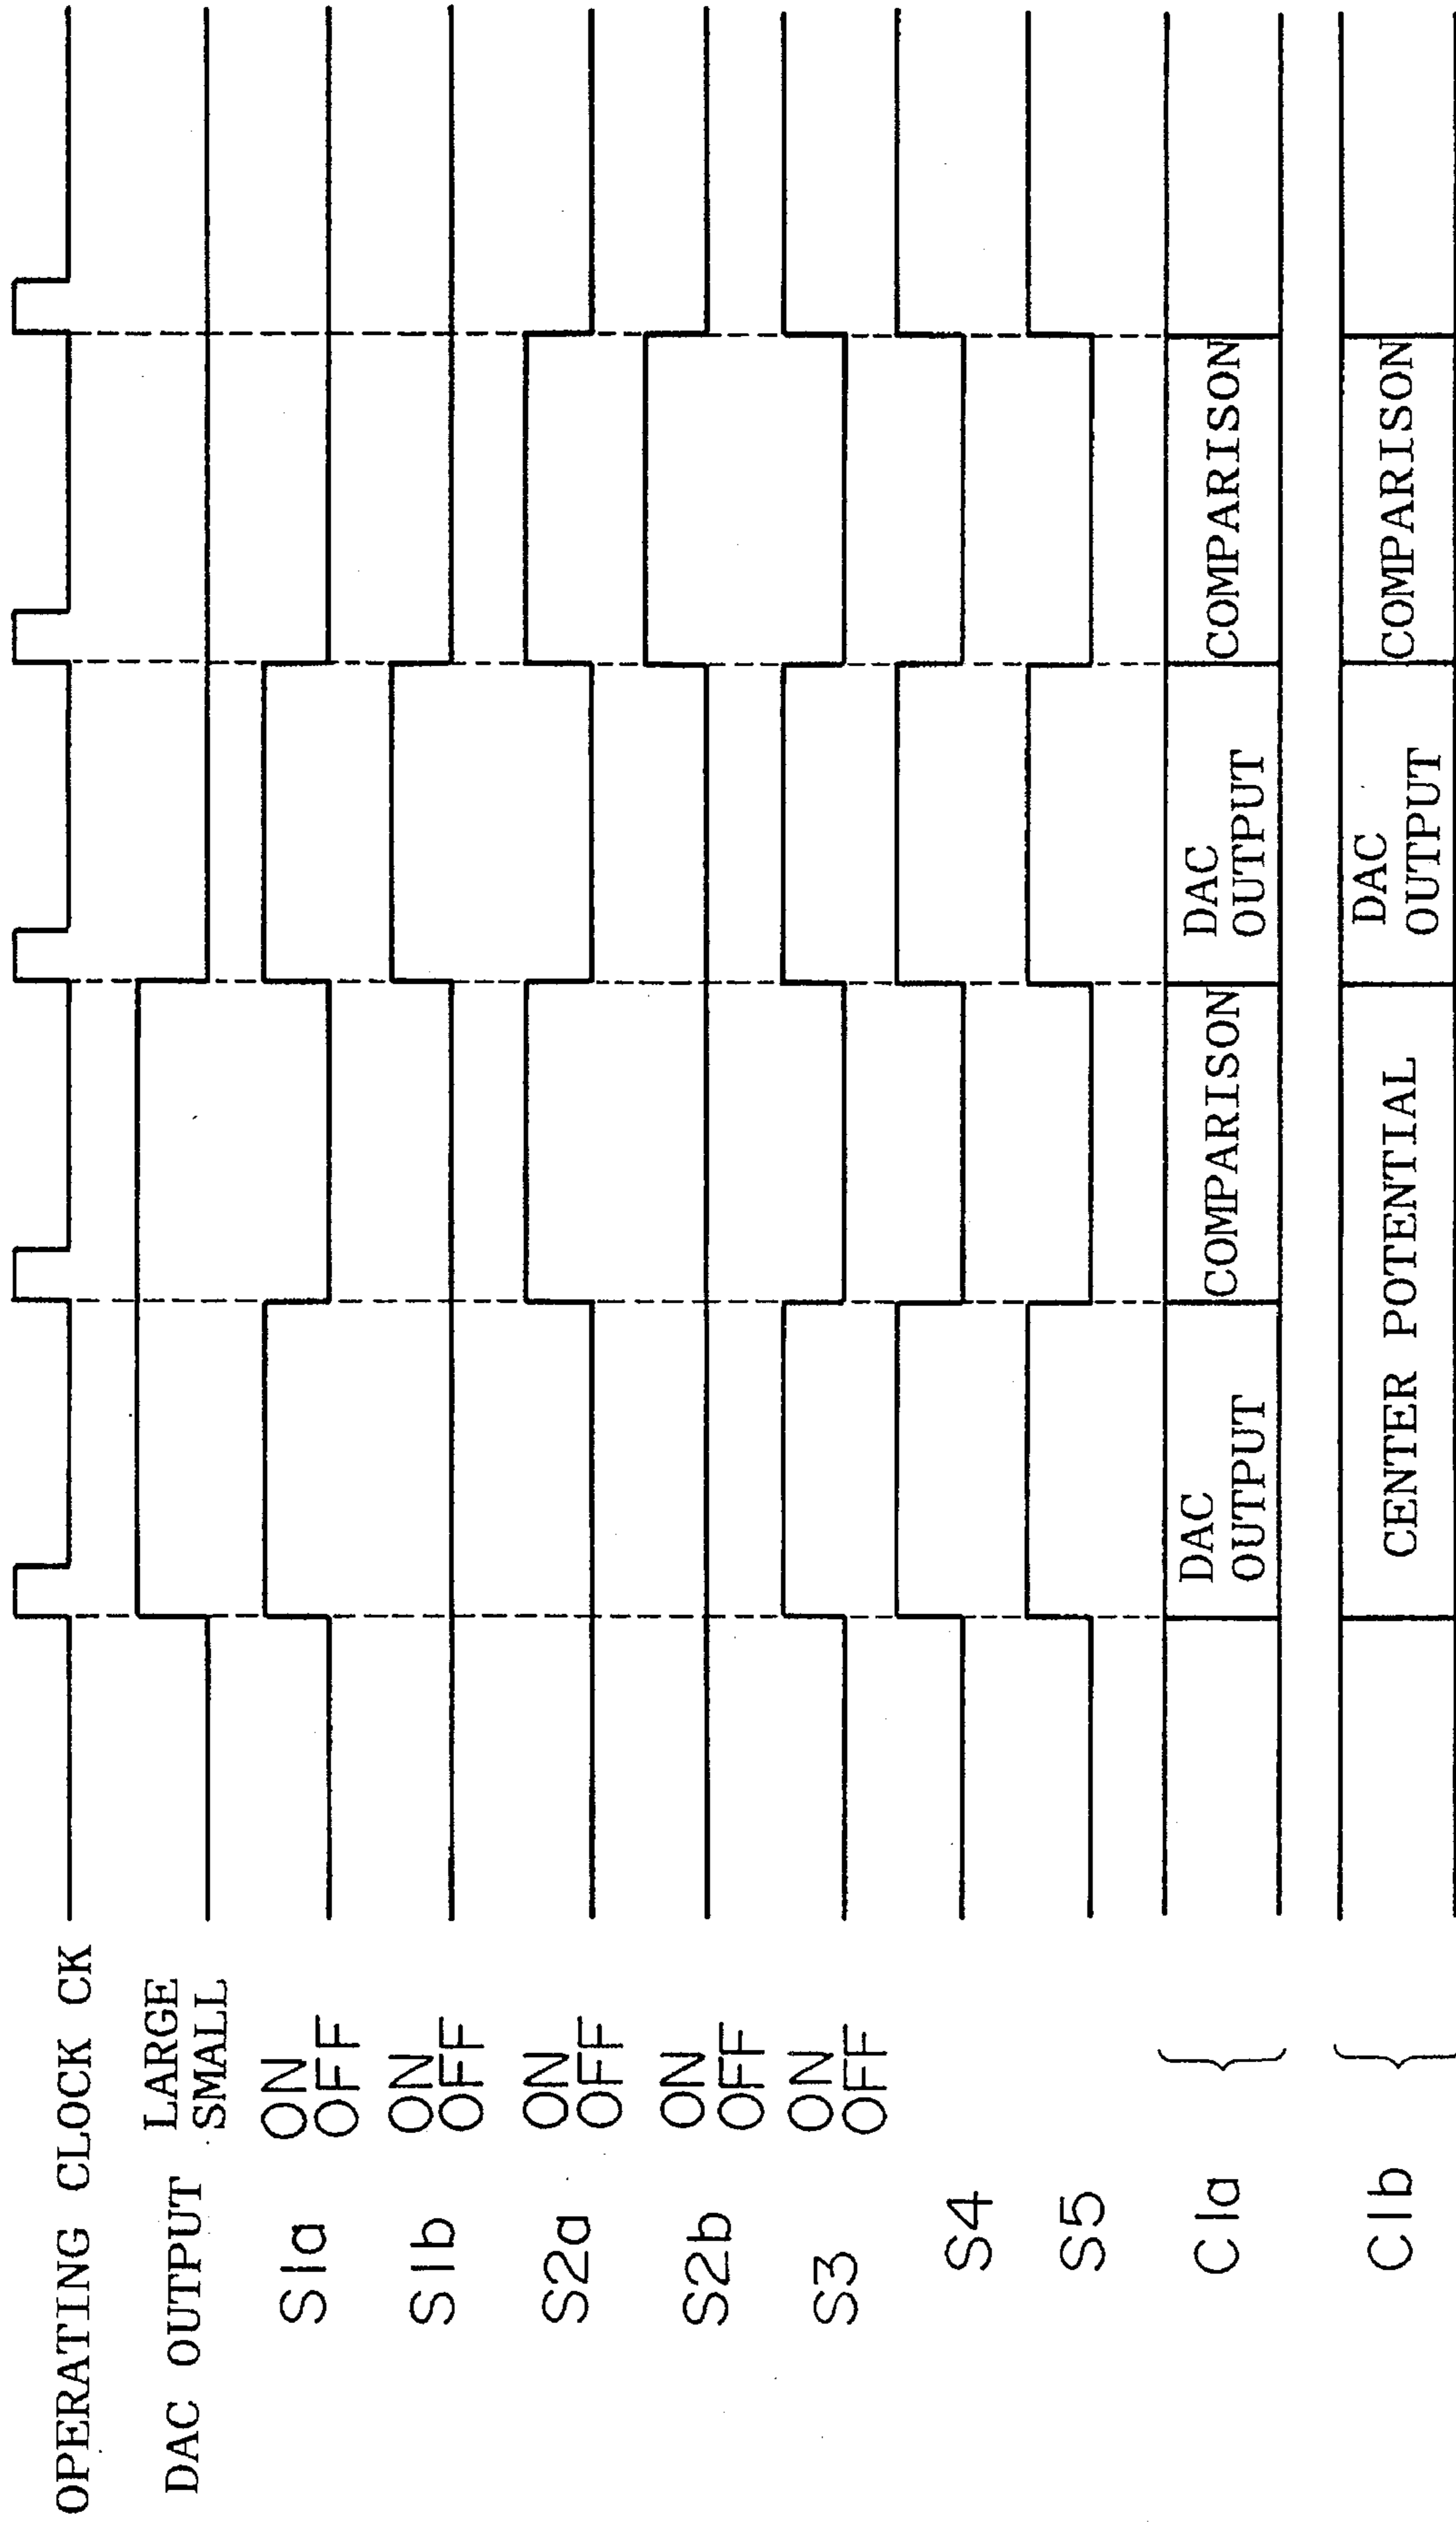 OPERATING CLOCK CK
DAC OUTPUT LARGE
SMALL
S1a ON
OFF
S1b ON
OFF
S2a ON
OFF
S2b ON
OFF
S3 ON
OFF
S4
S5
C1a
DAC
OUTPUT
COMPARISON
DAC
OUTPUT
COMPARISON
C1b
CENTER POTENTIAL
DAC
OUTPUT
COMPARISON